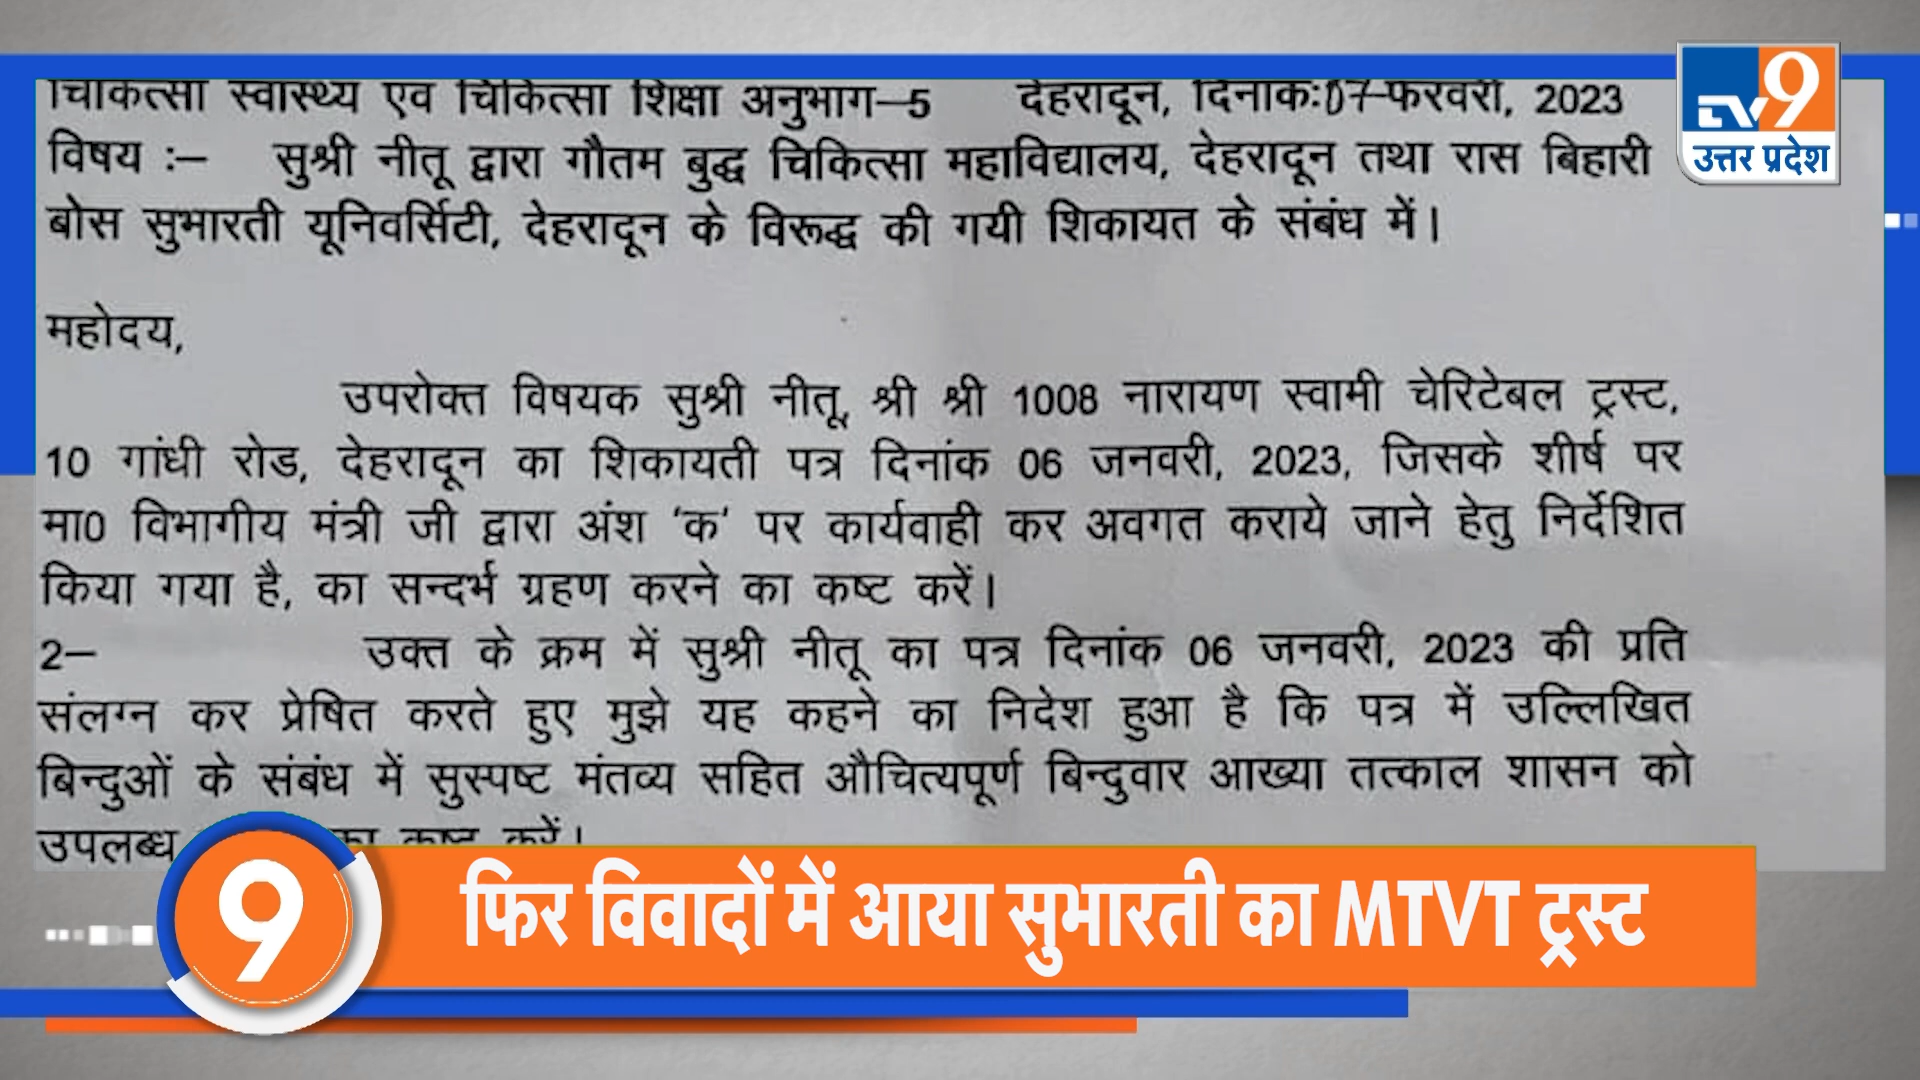 चिकित्सा स्वास्थ्य एवं चिकित्सा शिक्षा अनुभाग–5 देहरादून, दिनांक:07 फरवरी, 2023
विषय :– सुश्री नीतू द्वारा गौतम बुद्ध चिकित्सा महाविद्यालय, देहरादून तथा रास बिहारी
बोस सुभारती यूनिवर्सिटी, देहरादून के विरूद्ध की गयी शिकायत के संबंध में।
महोदय,
उपरोक्त विषयक सुश्री नीतू, श्री श्री 1008 नारायण स्वामी चेरिटेबल ट्रस्ट,
10 गांधी रोड, देहरादून का शिकायती पत्र दिनांक 06 जनवरी, 2023, जिसके शीर्ष पर
मा0 विभागीय मंत्री जी द्वारा अंश 'क' पर कार्यवाही कर अवगत कराये जाने हेतु निर्देशित
किया गया है, का सन्दर्भ ग्रहण करने का कष्ट करें।
2– उक्त के क्रम में सुश्री नीतू का पत्र दिनांक 06 जनवरी, 2023 की प्रति
संलग्न कर प्रेषित करते हुए मुझे यह कहने का निदेश हुआ है कि पत्र में उल्लिखित
बिन्दुओं के संबंध में सुस्पष्ट मंतव्य सहित औचित्यपूर्ण बिन्दुवार आख्या तत्काल शासन को
उपलब्ध का कष्ट करें।
TV9
उत्तर प्रदेश
9
फिर विवादों में आया सुभारती का MTVT ट्रस्ट